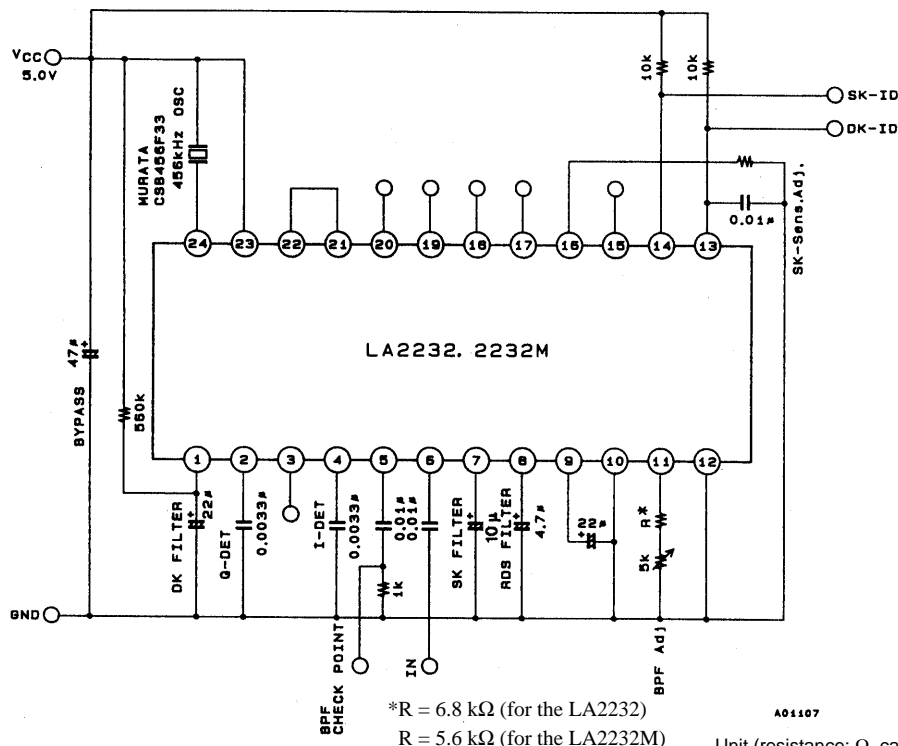 10k
10k
VCC
5.0V
SK-ID
DK-ID
MURATA
CSB456F33
456kHz OSC
SK-Sens.Adj.
0.01µ
24
23
22
21
20
19
18
17
16
15
14
13
LA2232. 2232M
47µ
+
BYPASS
560k
1
2
3
4
5
6
7
8
9
10
11
12
DK FILTER
+
22µ
Q-DET
0.0033µ
I-DET
0.0033µ
0.01µ
0.01µ
1k
SK FILTER
+
10µ
RDS FILTER
+
4.7µ
+
22µ
R*
5k
GND
BPF
CHECK POINT
IN
BPF Adj
*R = 6.8 kΩ (for the LA2232)
R = 5.6 kΩ (for the LA2232M)
A01107
Unit (resistance: Ω, ca